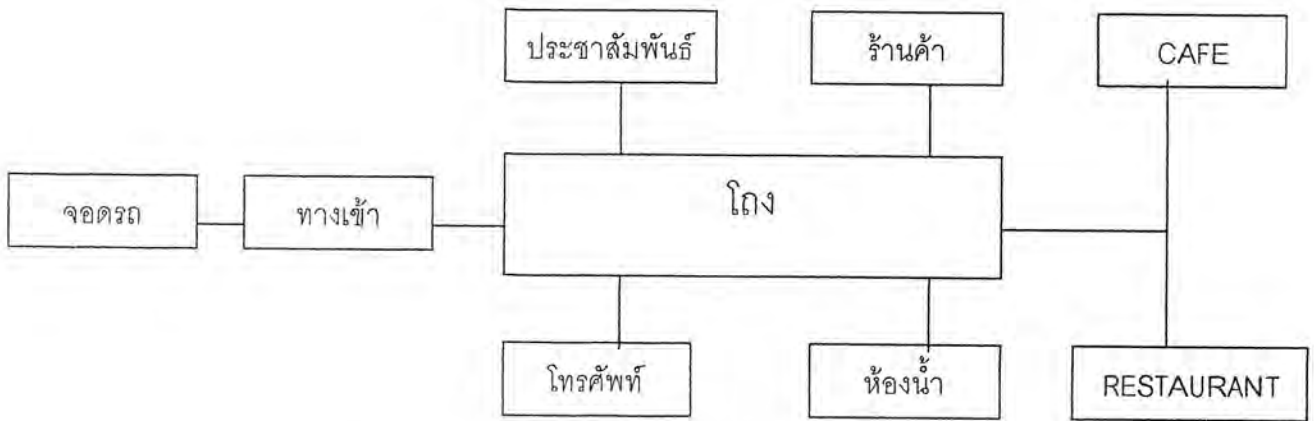 ประชาสัมพันธ์
ร้านค้า
CAFE
จอดรถ
ทางเข้า
โถง
โทรศัพท์
ห้องน้ำ
RESTAURANT